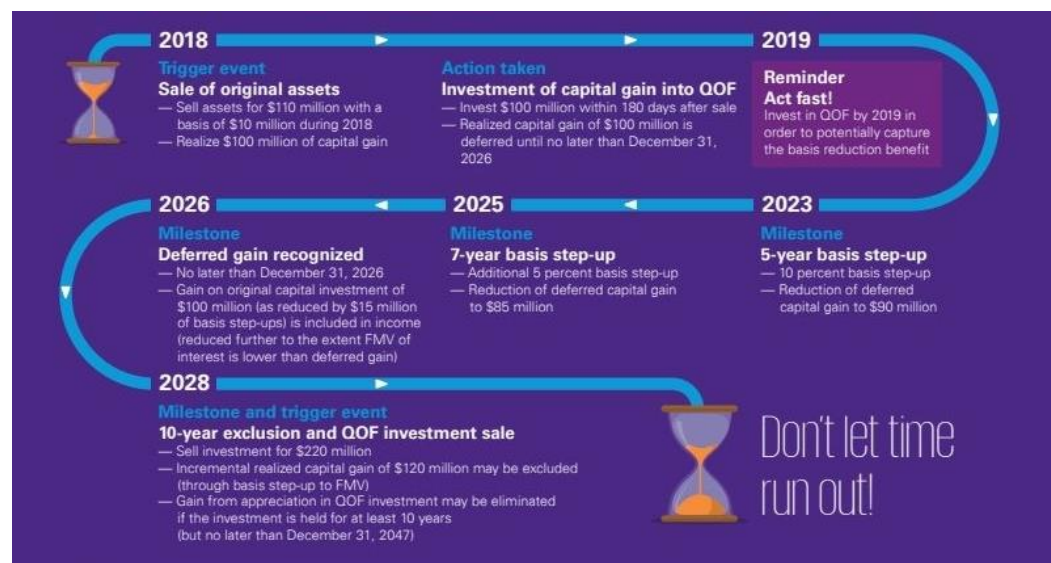 2018
Trigger event
Sale of original assets
— Sell assets for $110 million with a
basis of $10 million during 2018
— Realize $100 million of capital gain
Action taken
Investment of capital gain into QOF
— Invest $100 million within 180 days after sale
— Realized capital gain of $100 million is
deferred until no later than December 31,
2026
2019
Reminder
Act fast!
Invest in QOF by 2019 in
order to potentially capture
the basis reduction benefit
2023
Milestone
5-year basis step-up
— 10 percent basis step-up
— Reduction of deferred
capital gain to $90 million
2025
Milestone
7-year basis step-up
— Additional 5 percent basis step-up
— Reduction of deferred capital gain
to $85 million
2026
Milestone
Deferred gain recognized
— No later than December 31, 2026
— Gain on original capital investment of
$100 million (as reduced by $15 million
of basis step-ups) is included in income
(reduced further to the extent FMV of
interest is lower than deferred gain)
2028
Milestone and trigger event
10-year exclusion and QOF investment sale
— Sell investment for $220 million
— Incremental realized capital gain of $120 million may be excluded
(through basis step-up to FMV)
— Gain from appreciation in QOF investment may be eliminated
if the investment is held for at least 10 years
(but no later than December 31, 2047)
Don't let time
run out!